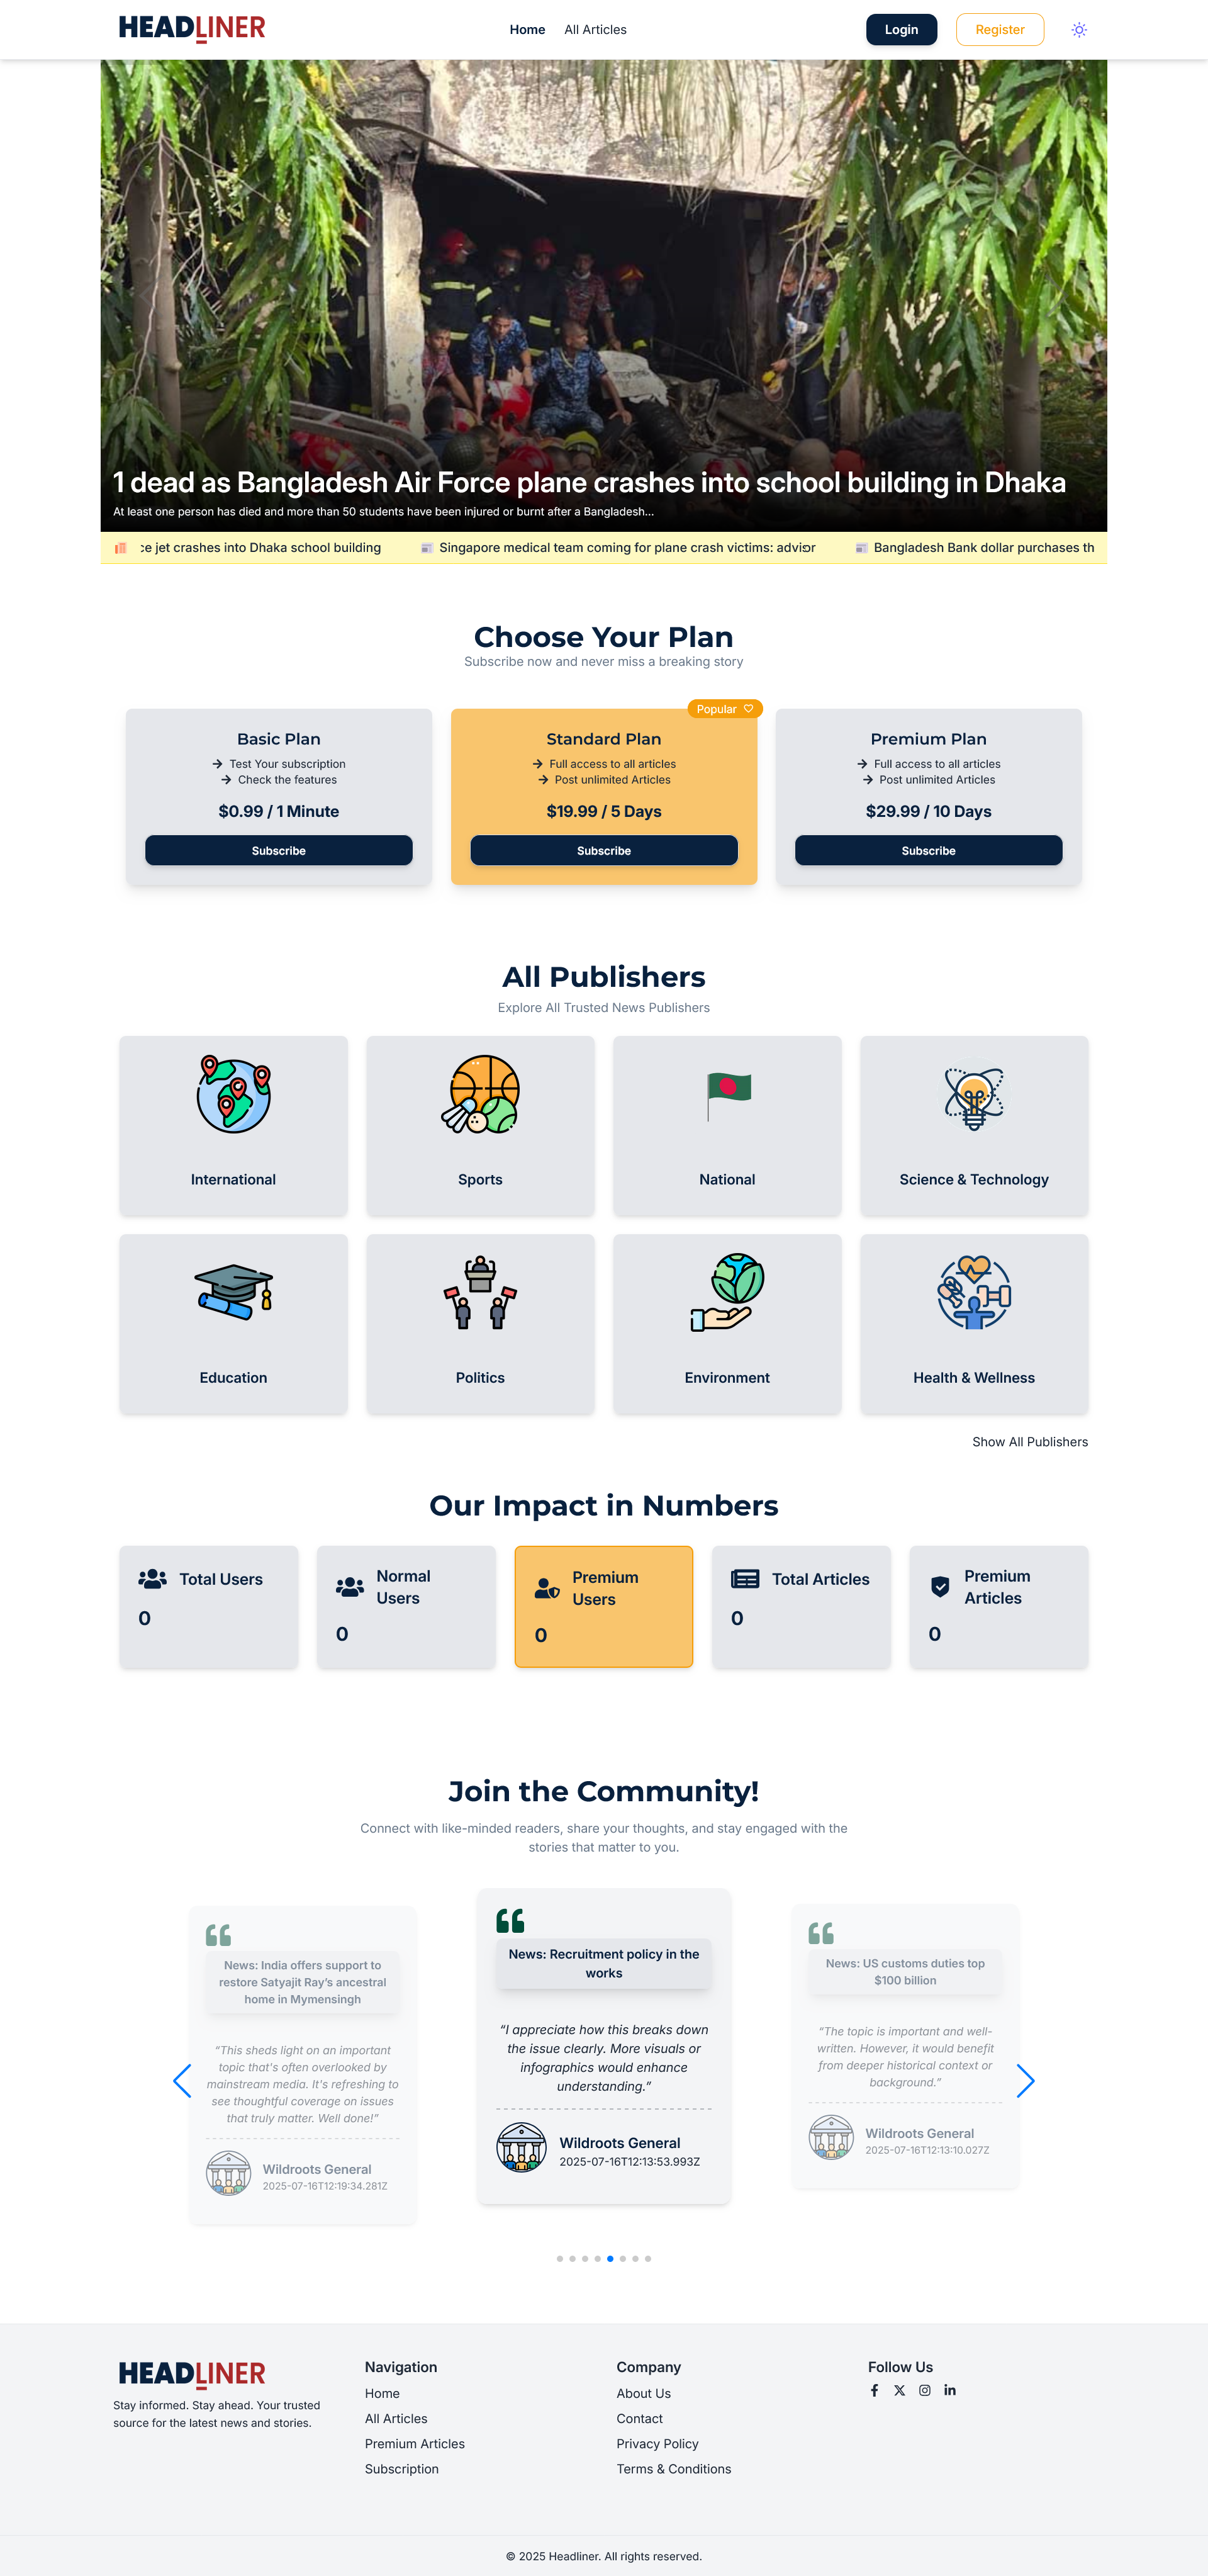 HEADLINER
Home
All Articles
Login
Register
1 dead as Bangladesh Air Force plane crashes into school building in Dhaka
At least one person has died and more than 50 students have been injured or burnt after a Bangladesh...
ce jet crashes into Dhaka school building
Singapore medical team coming for plane crash victims: advisor
Bangladesh Bank dollar purchases th
Choose Your Plan
Subscribe now and never miss a breaking story
Popular
Basic Plan
Test Your subscription
Check the features
$0.99 / 1 Minute
Subscribe
Standard Plan
Full access to all articles
Post unlimited Articles
$19.99 / 5 Days
Subscribe
Premium Plan
Full access to all articles
Post unlimited Articles
$29.99 / 10 Days
Subscribe
All Publishers
Explore All Trusted News Publishers
International
Sports
National
Science & Technology
Education
Politics
Environment
Health & Wellness
Show All Publishers
Our Impact in Numbers
Total Users
0
Normal
Users
0
Premium
Users
0
Total Articles
0
Premium
Articles
0
Join the Community!
Connect with like-minded readers, share your thoughts, and stay engaged with the
stories that matter to you.
News: India offers support to
restore Satyajit Ray’s ancestral
home in Mymensingh
“This sheds light on an important
topic that's often overlooked by
mainstream media. It's refreshing to
see thoughtful coverage on issues
that truly matter. Well done!”
Wildroots General
2025-07-16T12:19:34.281Z
News: Recruitment policy in the
works
“I appreciate how this breaks down
the issue clearly. More visuals or
infographics would enhance
understanding.”
Wildroots General
2025-07-16T12:13:53.993Z
News: US customs duties top
$100 billion
“The topic is important and well-
written. However, it would benefit
from deeper historical context or
background.”
Wildroots General
2025-07-16T12:13:10.027Z
HEADLINER
Stay informed. Stay ahead. Your trusted
source for the latest news and stories.
Navigation
Home
All Articles
Premium Articles
Subscription
Company
About Us
Contact
Privacy Policy
Terms & Conditions
Follow Us
© 2025 Headliner. All rights reserved.